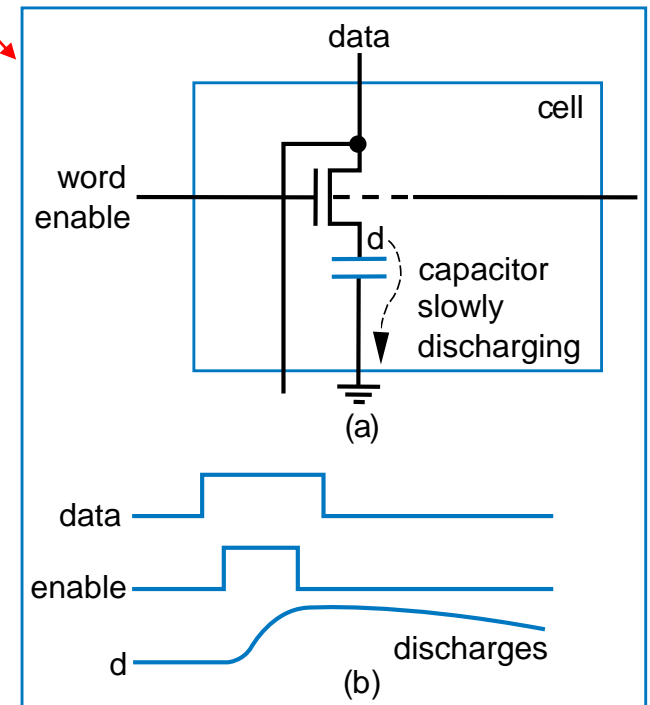 data
cell
word
enable
d
capacitor
slowly
discharging
(a)
data
enable
d
discharges
(b)